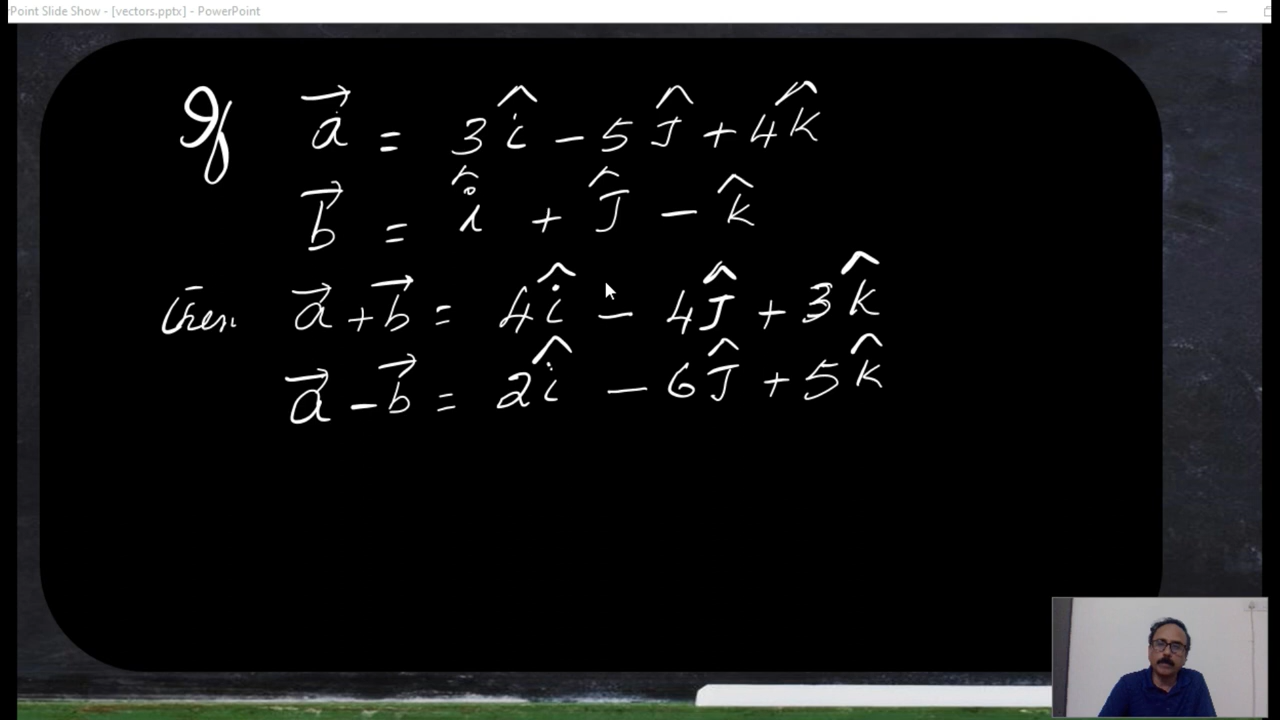 Point Slide Show - [vectors.pptx] - PowerPoint
If a⃗ = 3î - 5Ĵ + 4k̂
b⃗ = î + Ĵ - k̂
then a⃗ + b⃗ = 4î - 4Ĵ + 3k̂
a⃗ - b⃗ = 2î - 6Ĵ + 5k̂